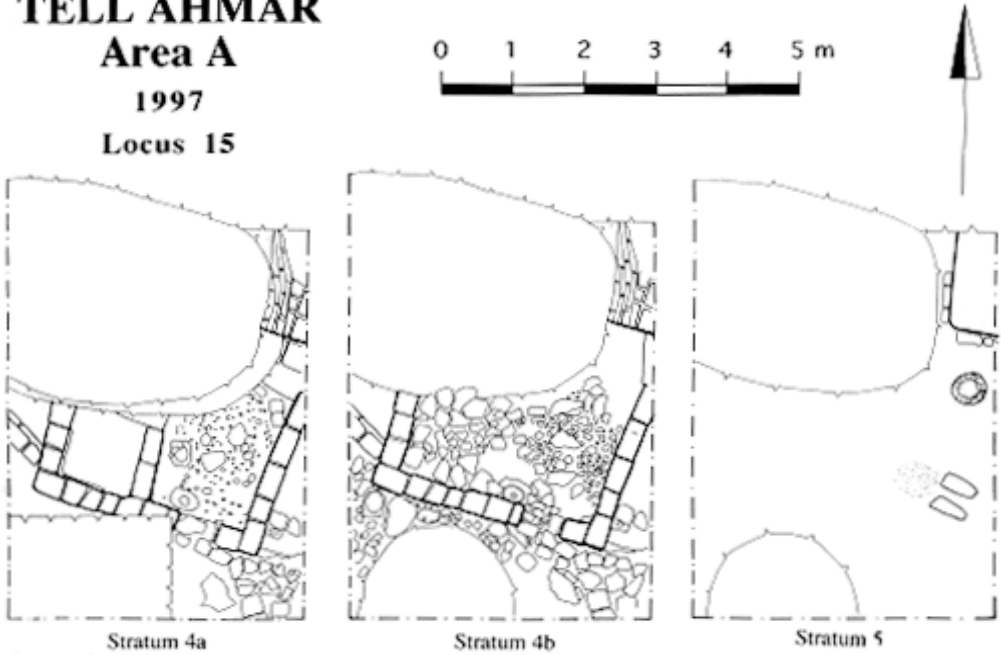 TELL AHMAR
Area A
1997
Locus 15
0 1 2 3 4 5 m
Stratum 4a
Stratum 4b
Stratum 5